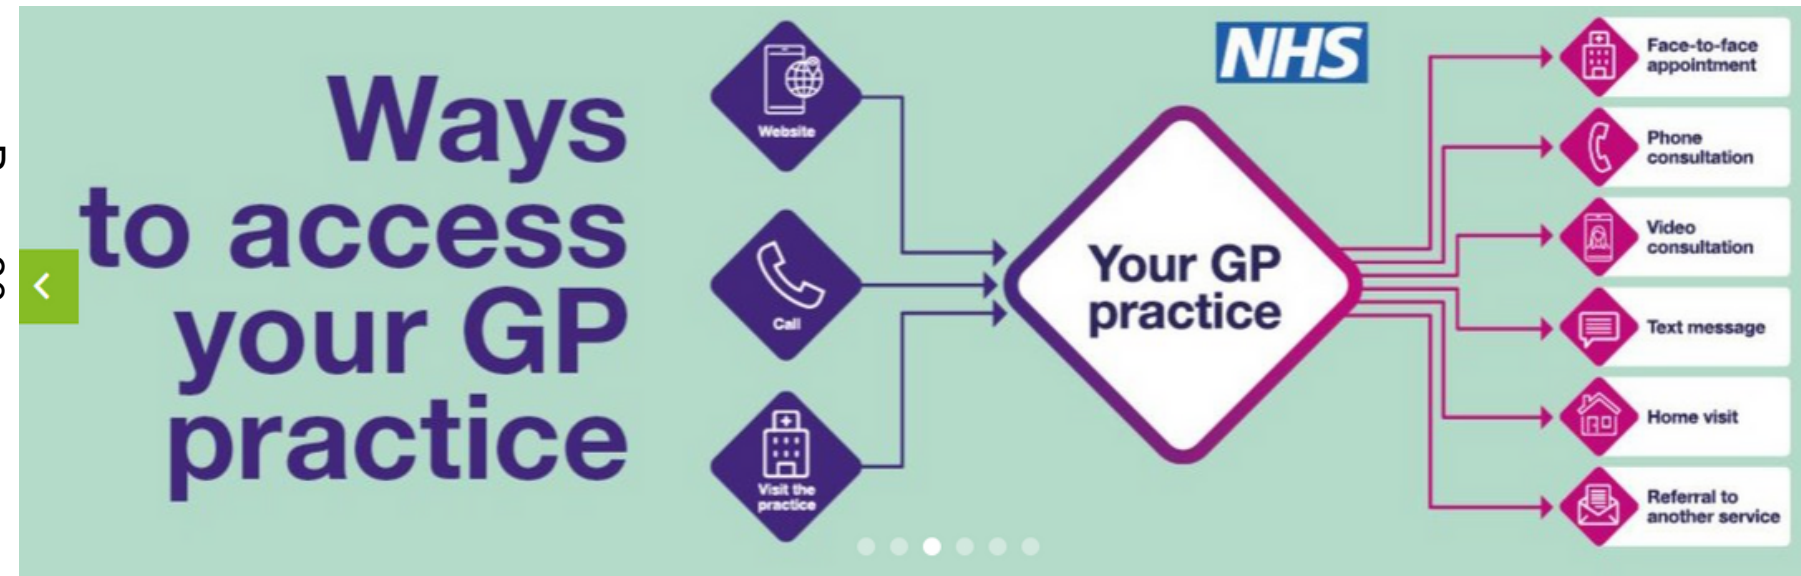 Ways
to access
your GP
practice
Website
Call
Visit the
practice
NHS
Your GP
practice
Face-to-face
appointment
Phone
consultation
Video
consultation
Text message
Home visit
Referral to
another service